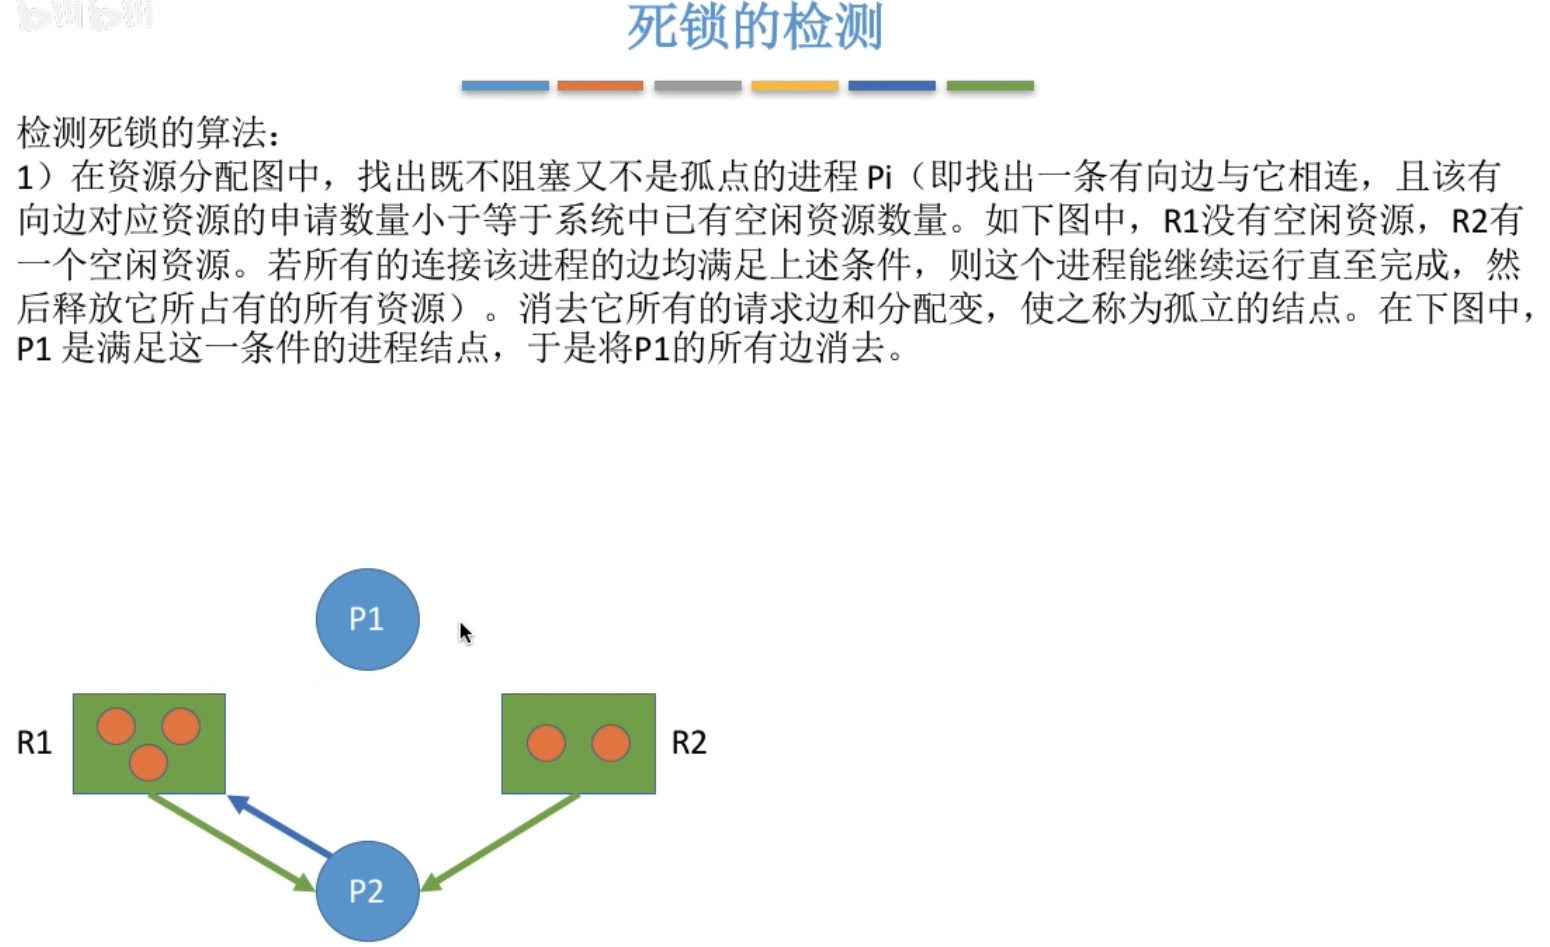 bilibili
死锁的检测
检测死锁的算法：
1）在资源分配图中，找出既不阻塞又不是孤点的进程 Pi（即找出一条有向边与它相连，且该有
向边对应资源的申请数量小于等于系统中已有空闲资源数量。如下图中，R1没有空闲资源，R2有
一个空闲资源。若所有的连接该进程的边均满足上述条件，则这个进程能继续运行直至完成，然
后释放它所占有的所有资源）。消去它所有的请求边和分配变，使之称为孤立的结点。在下图中，
P1 是满足这一条件的进程结点，于是将P1的所有边消去。
P1
R1
R2
P2